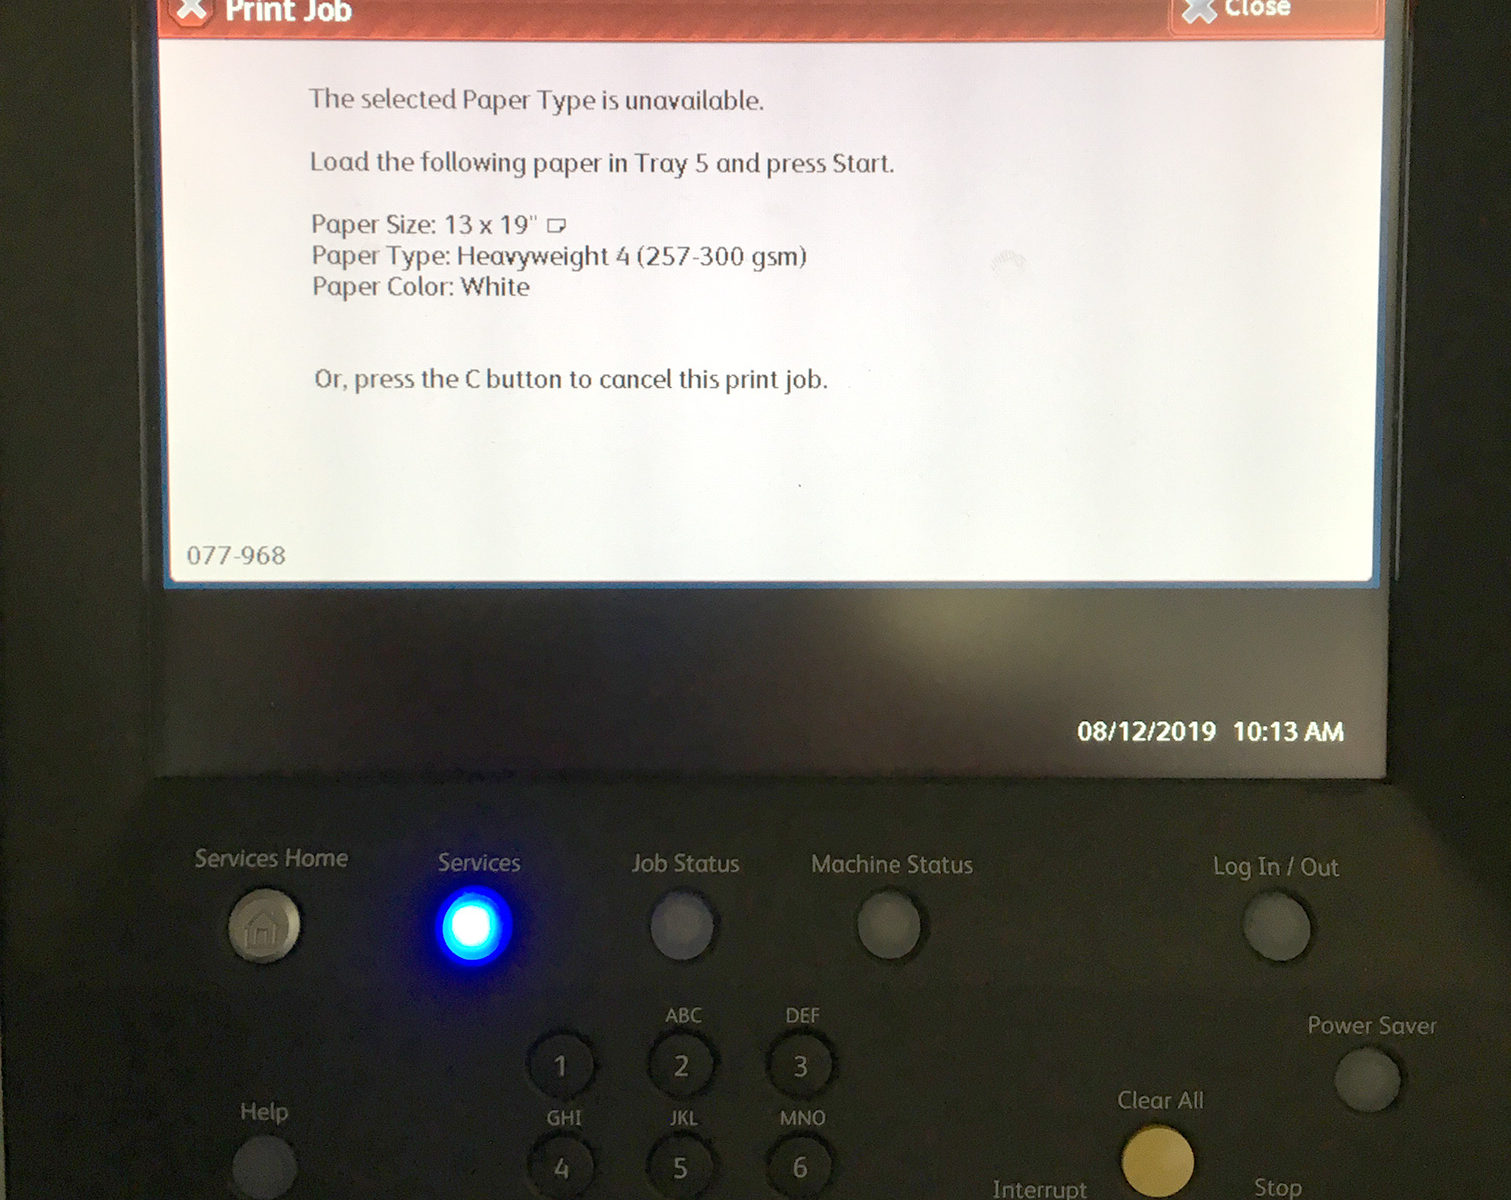 Print Job
Close
The selected Paper Type is unavailable.
Load the following paper in Tray 5 and press Start.
Paper Size: 13 x 19"
Paper Type: Heavyweight 4 (257-300 gsm)
Paper Color: White
Or, press the C button to cancel this print job.
077-968
08/12/2019 10:13 AM
Services Home
Services
Job Status
Machine Status
Log In / Out
ABC
DEF
Power Saver
1
2
3
Help
GHI
JKL
MNO
Clear All
4
5
6
Interrupt
Stop